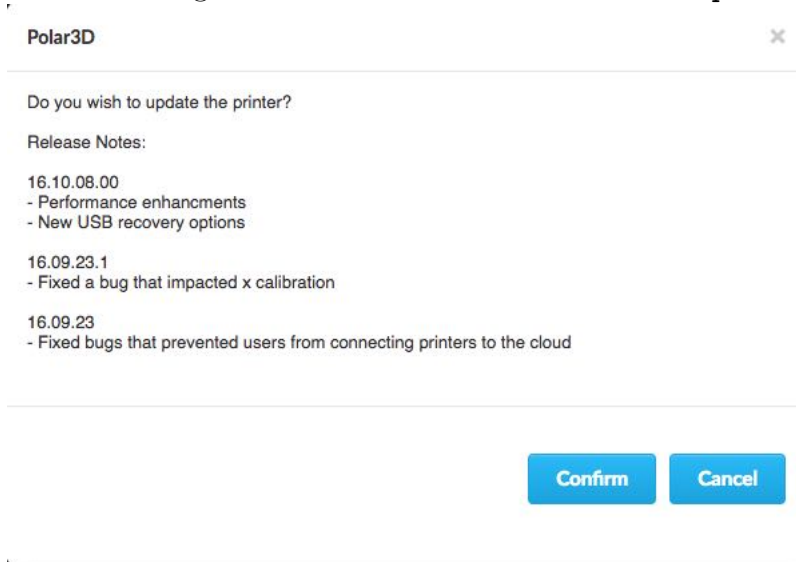 Polar3D
×
Do you wish to update the printer?
Release Notes:
16.10.08.00
- Performance enhancments
- New USB recovery options
16.09.23.1
- Fixed a bug that impacted x calibration
16.09.23
- Fixed bugs that prevented users from connecting printers to the cloud
Confirm Cancel